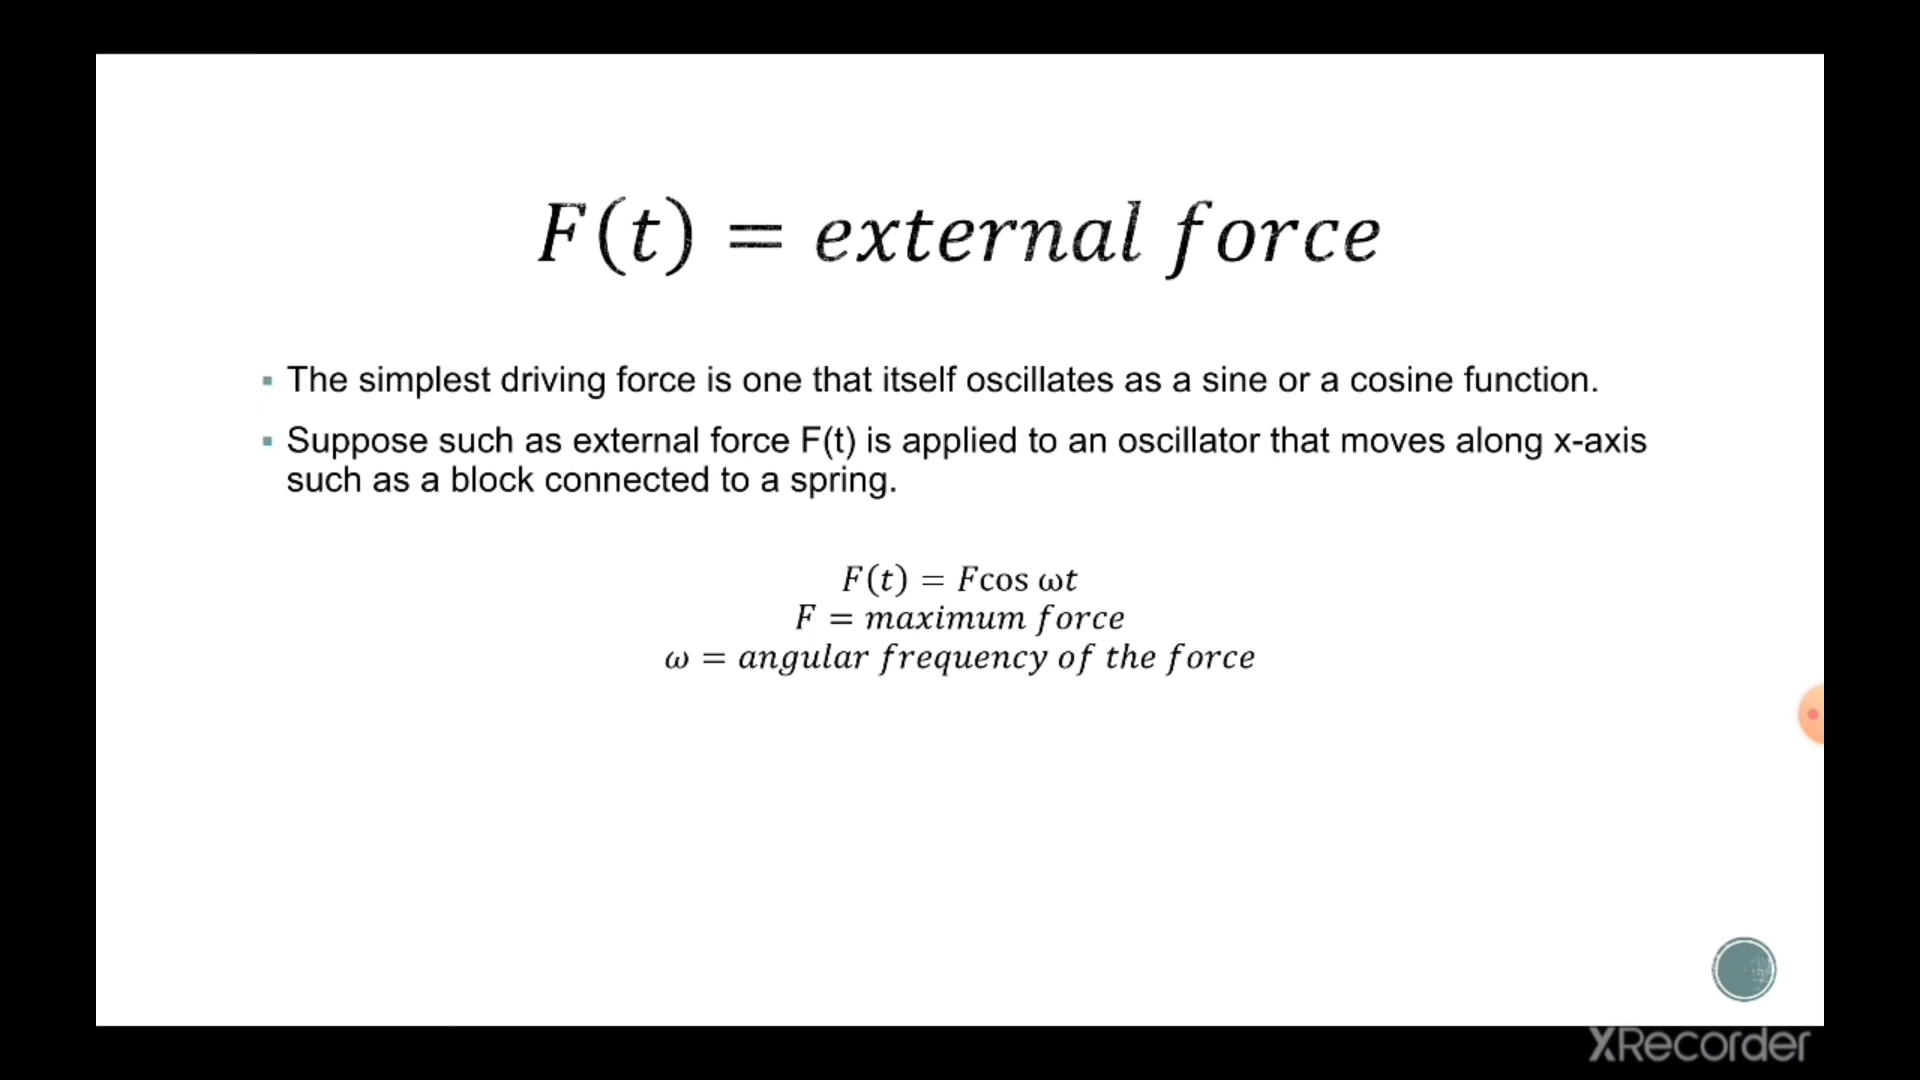 F(t) = external force
▪ The simplest driving force is one that itself oscillates as a sine or a cosine function.
▪ Suppose such as external force F(t) is applied to an oscillator that moves along x-axis
such as a block connected to a spring.
F(t) = Fcos ωt
F = maximum force
ω = angular frequency of the force
XRecorder